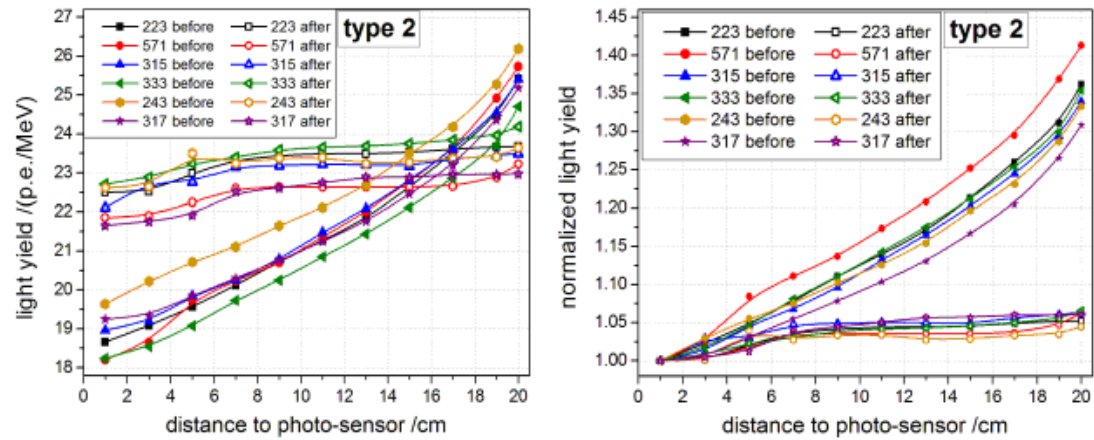 type 2
223 before 223 after
571 before 571 after
315 before 315 after
333 before 333 after
243 before 243 after
317 before 317 after
light yield /(p.e./MeV)
27
26
25
24
23
22
21
20
19
18
0 2 4 6 8 10 12 14 16 18 20
distance to photo-sensor /cm
type 2
223 before 223 after
571 before 571 after
315 before 315 after
333 before 333 after
243 before 243 after
317 before 317 after
normalized light yield
1.45
1.40
1.35
1.30
1.25
1.20
1.15
1.10
1.05
1.00
0 2 4 6 8 10 12 14 16 18 20
distance to photo-sensor /cm